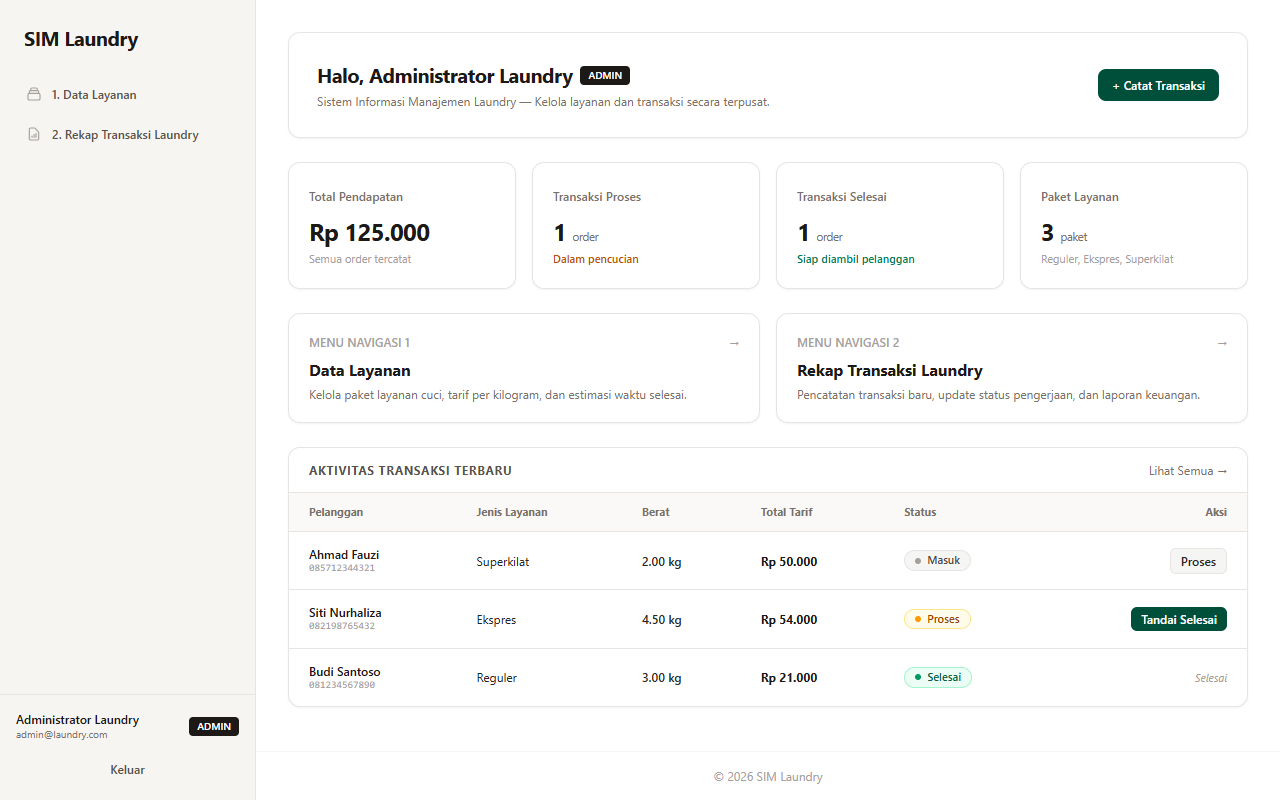 SIM Laundry
1. Data Layanan
2. Rekap Transaksi Laundry
Administrator Laundry
admin@laundry.com
ADMIN
Keluar
Halo, Administrator Laundry ADMIN
Sistem Informasi Manajemen Laundry — Kelola layanan dan transaksi secara terpusat.
+ Catat Transaksi
Total Pendapatan
Rp 125.000
Semua order tercatat
Transaksi Proses
1 order
Dalam pencucian
Transaksi Selesai
1 order
Siap diambil pelanggan
Paket Layanan
3 paket
Reguler, Ekspres, Superkilat
MENU NAVIGASI 1 →
Data Layanan
Kelola paket layanan cuci, tarif per kilogram, dan estimasi waktu selesai.
MENU NAVIGASI 2 →
Rekap Transaksi Laundry
Pencatatan transaksi baru, update status pengerjaan, dan laporan keuangan.
AKTIVITAS TRANSAKSI TERBARU
Lihat Semua →
Pelanggan Jenis Layanan Berat Total Tarif Status Aksi
Ahmad Fauzi
085712344321
Superkilat 2.00 kg Rp 50.000 Masuk Proses
Siti Nurhaliza
082198765432
Ekspres 4.50 kg Rp 54.000 Proses Tandai Selesai
Budi Santoso
081234567890
Reguler 3.00 kg Rp 21.000 Selesai Selesai
© 2026 SIM Laundry